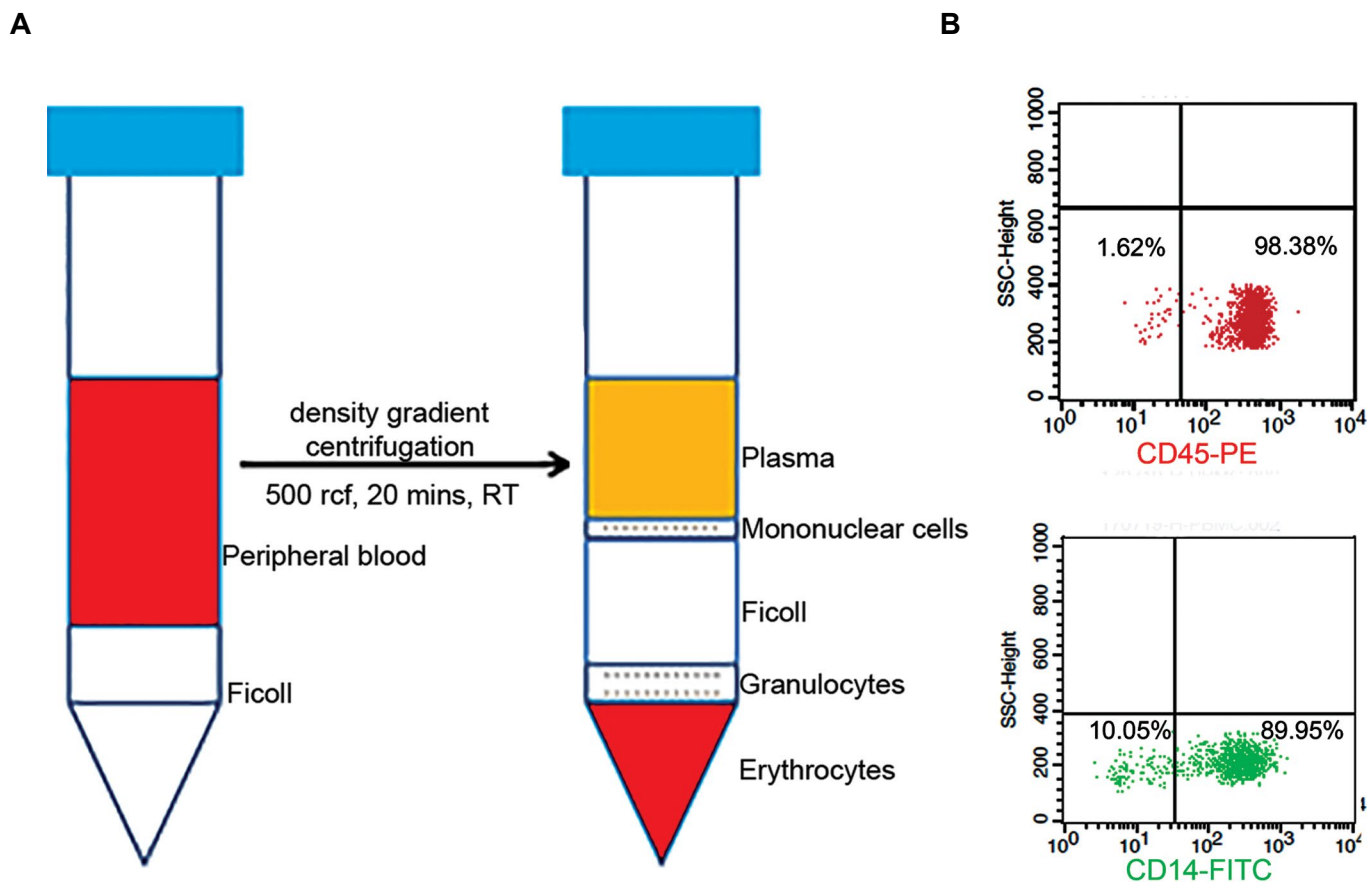 A
density gradient
centrifugation
500 rcf, 20 mins, RT
Peripheral blood
Ficoll
Plasma
Mononuclear cells
Ficoll
Granulocytes
Erythrocytes
B
1000
800
600
400
200
0
SSC-Height
1.62%
98.38%
10⁰ 10¹ 10² 10³ 10⁴
CD45-PE
1000
800
600
400
200
0
SSC-Height
10.05%
89.95%
4
10⁰ 10¹ 10² 10³ 10⁴
CD14-FITC